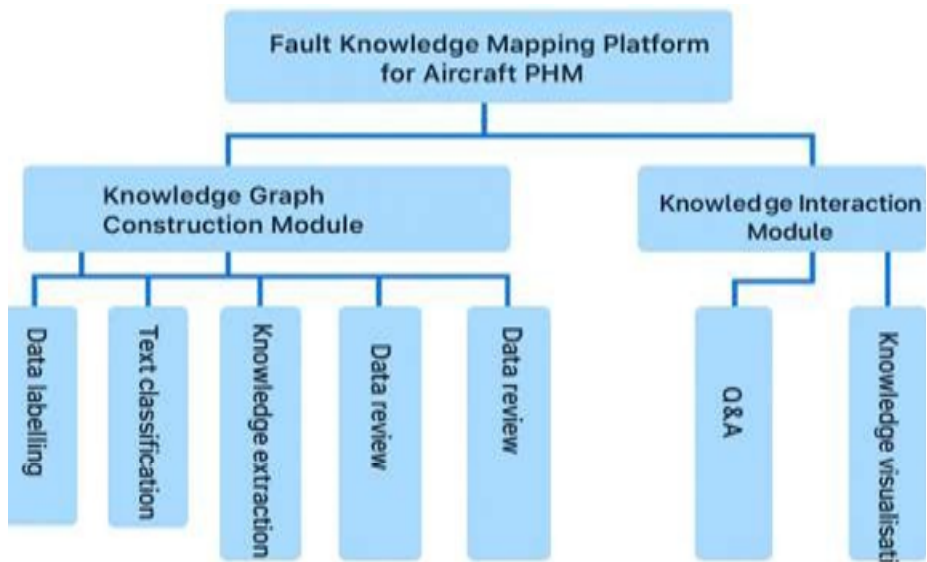 Fault Knowledge Mapping Platform
for Aircraft PHM
Knowledge Graph
Construction Module
Knowledge Interaction
Module
Data labelling
Text classification
Knowledge extraction
Data review
Data review
Q&A
Knowledge visualisati